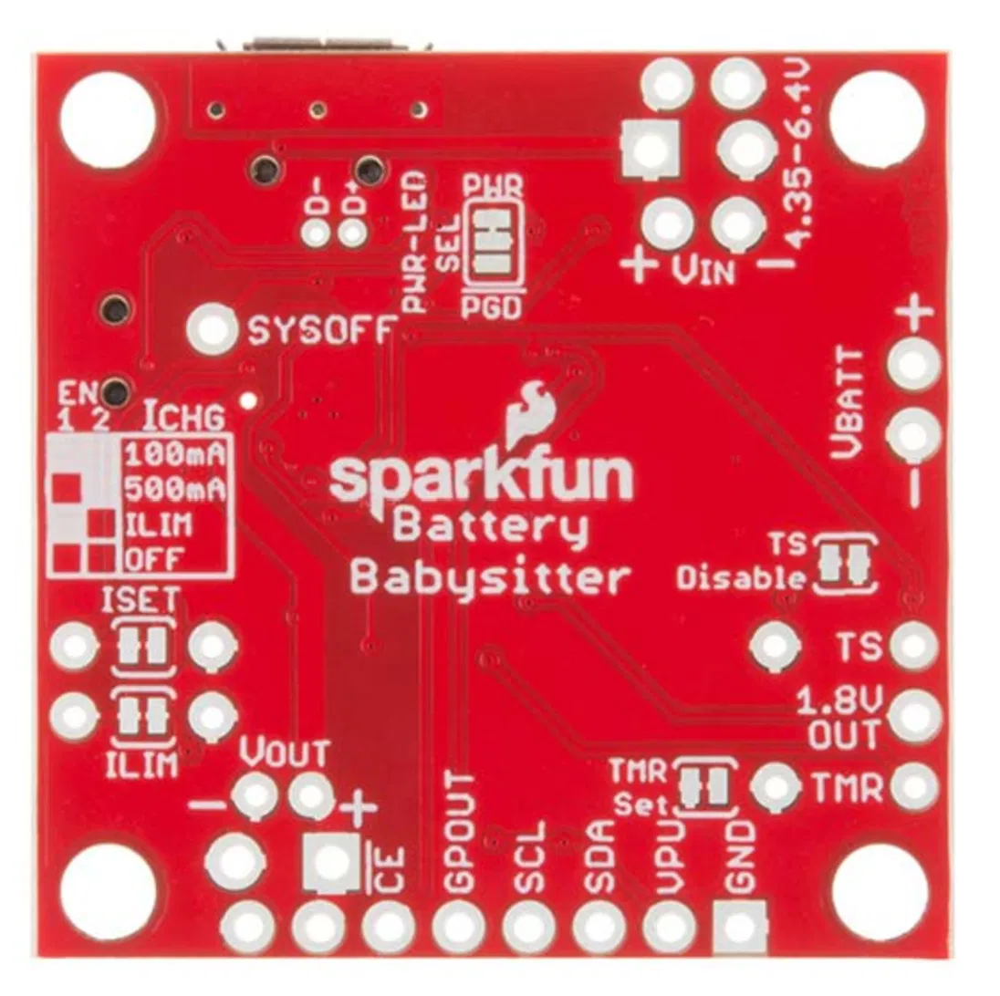 4.35-6.4V
D-
D+
PWR-LED
SEL
PWR
PGD
+ VIN -
SYSOFF
+
VBATT
-
EN
1 2 ICHG
100mA
500mA
ILIM
OFF
sparkfun
Battery
Babysitter
TS
Disable
ISET
TS
1.8V
OUT
ILIM
VOUT
- +
TMR
Set
TMR
CE
GPOUT
SCL
SDA
VPU
GND